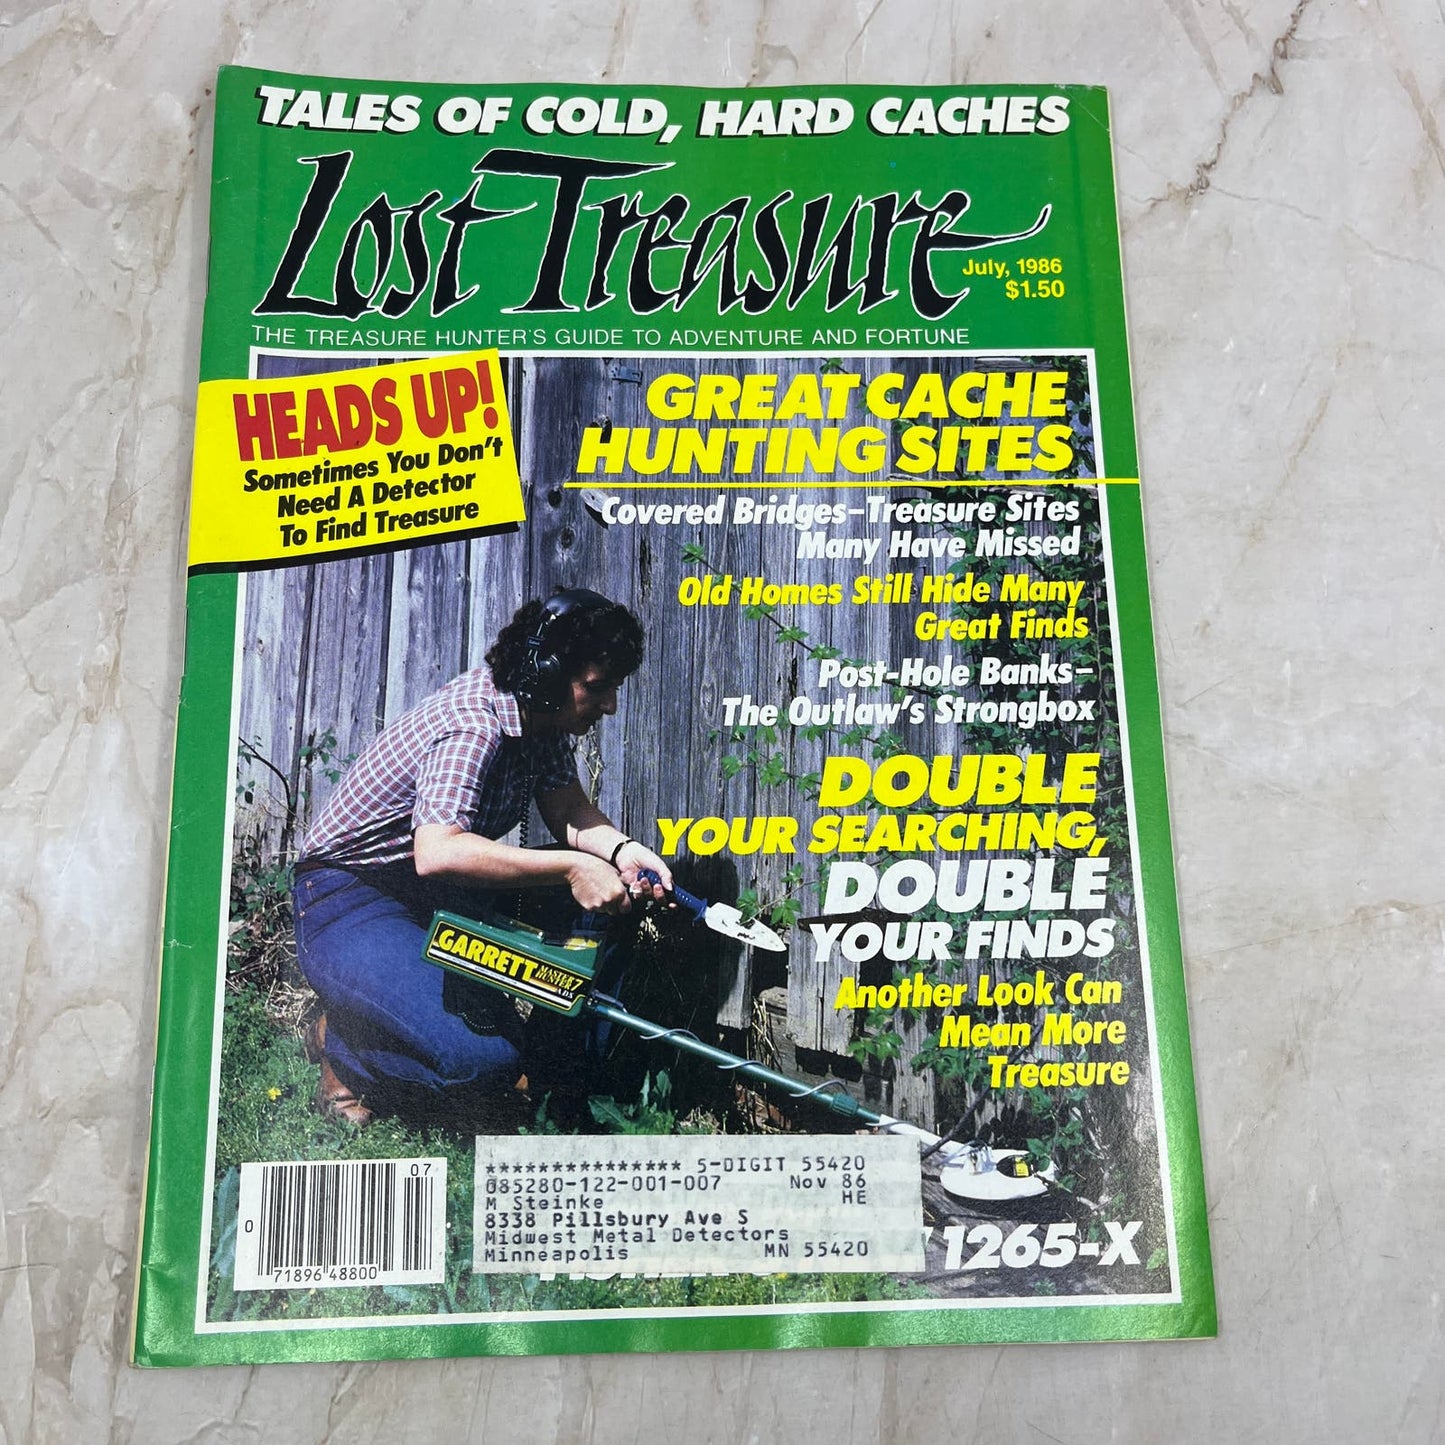 TALES OF COLD, HARD CACHES
Lost Treasure
July, 1986
$1.50
THE TREASURE HUNTER'S GUIDE TO ADVENTURE AND FORTUNE
HEADS UP!
Sometimes You Don't
Need A Detector
To Find Treasure
GREAT CACHE
HUNTING SITES
Covered Bridges–Treasure Sites
Many Have Missed
Old Homes Still Hide Many
Great Finds
Post-Hole Banks–
The Outlaw's Strongbox
DOUBLE
YOUR SEARCHING,
DOUBLE
YOUR FINDS
Another Look Can
Mean More
Treasure
GARRETT MASTER HUNTER 7
ADS
*************** 5-DIGIT 55420
085280-122-001-007 Nov 86
M Steinke HE
8338 Pillsbury Ave S
Midwest Metal Detectors
Minneapolis MN 55420
1265-X
07
0 71896 48800